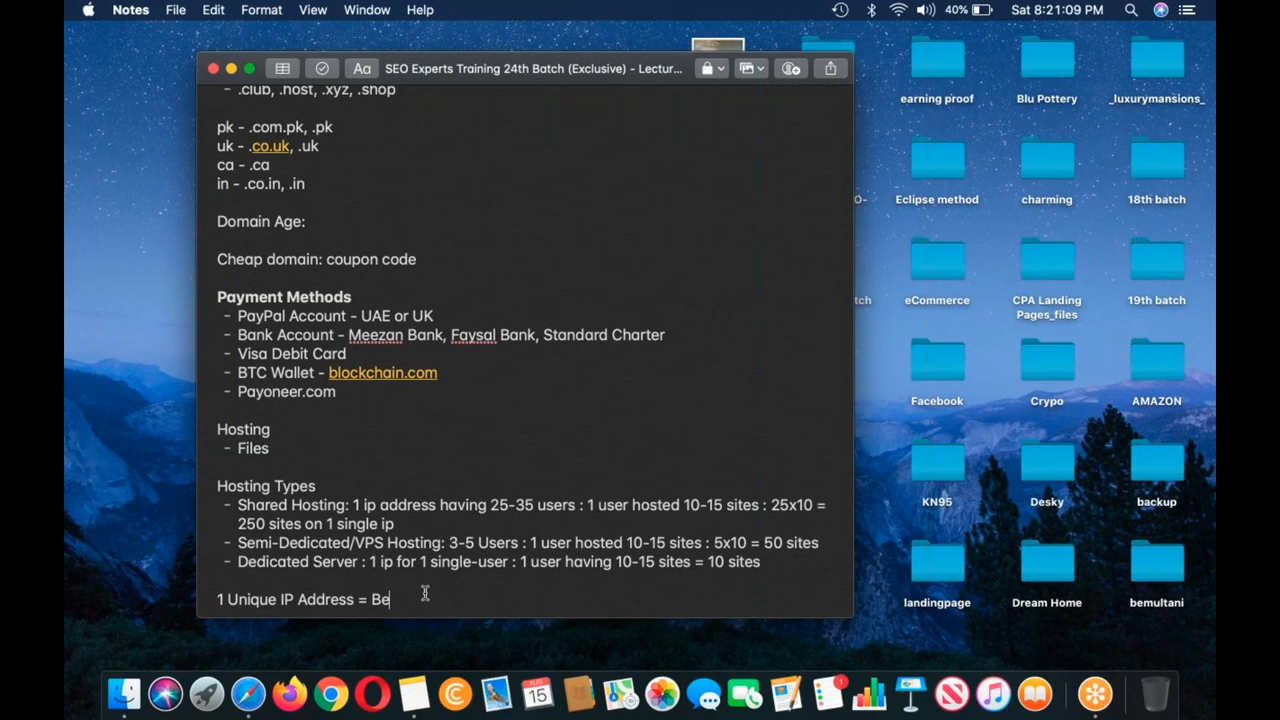 Notes File Edit Format View Window Help 40% Sat 8:21:09 PM
Aa SEO Experts Training 24th Batch (Exclusive) - Lectur...
- .club, .host, .xyz, .shop
pk - .com.pk, .pk
uk - .co.uk, .uk
ca - .ca
in - .co.in, .in
Domain Age:
Cheap domain: coupon code
Payment Methods
- PayPal Account - UAE or UK
- Bank Account - Meezan Bank, Faysal Bank, Standard Charter
- Visa Debit Card
- BTC Wallet - blockchain.com
- Payoneer.com
Hosting
- Files
Hosting Types
- Shared Hosting: 1 ip address having 25-35 users : 1 user hosted 10-15 sites : 25x10 =
250 sites on 1 single ip
- Semi-Dedicated/VPS Hosting: 3-5 Users : 1 user hosted 10-15 sites : 5x10 = 50 sites
- Dedicated Server : 1 ip for 1 single-user : 1 user having 10-15 sites = 10 sites
1 Unique IP Address = Be
earning proof Blu Pottery _luxurymansions_
O- Eclipse method charming 18th batch
tch eCommerce CPA Landing 19th batch
Pages_files
Facebook Crypo AMAZON
KN95 Desky backup
landingpage Dream Home bemultani
AUG
15
1